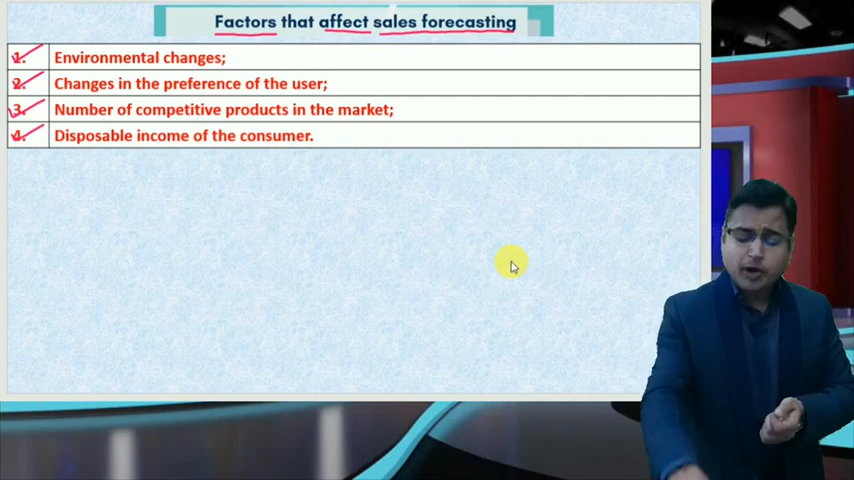 Factors that affect sales forecasting
1. Environmental changes;
2. Changes in the preference of the user;
3. Number of competitive products in the market;
4. Disposable income of the consumer.